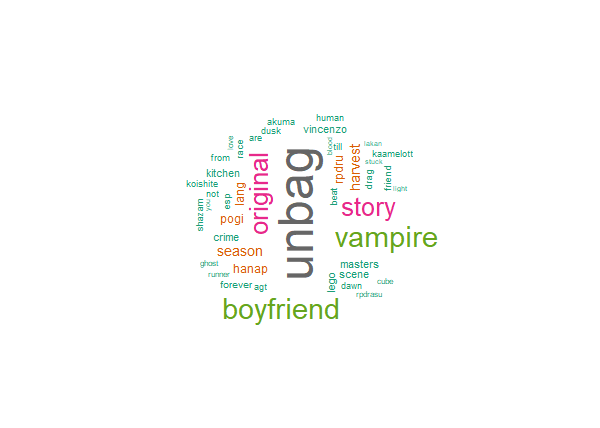 akuma
human
dusk
vincenzo
love
race
are
blood
till
lakan
stuck
kaamelott
from
original
unbag
rpdru
harvest
drag
friend
kitchen
koishite
not
you
shazam
esp
lang
beat
light
pogi
story
crime
vampire
season
ghost
hanap
masters
scene
runner
forever
agt
lego
dawn
cube
rpdrasu
boyfriend